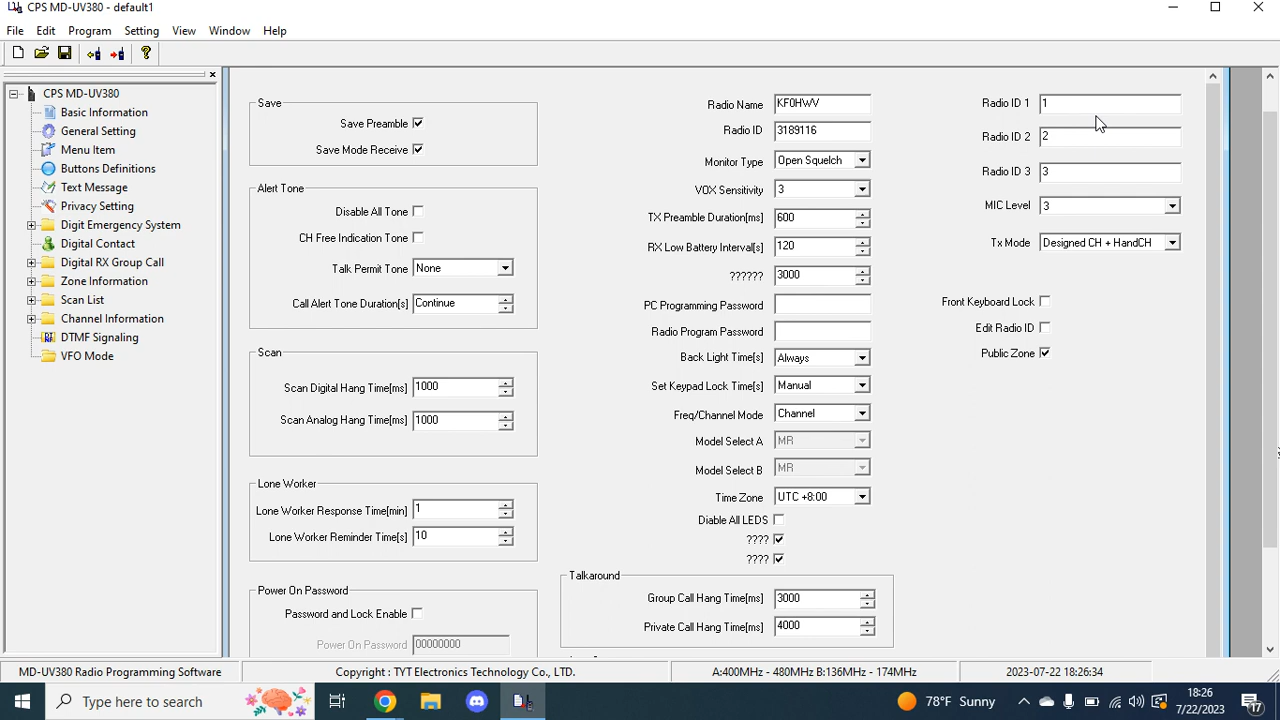 CPS MD-UV380 - default1
File Edit Program Setting View Window Help
CPS MD-UV380
Basic Information
General Setting
Menu Item
Buttons Definitions
Text Message
Privacy Setting
Digit Emergency System
Digital Contact
Digital RX Group Call
Zone Information
Scan List
Channel Information
DTMF Signaling
VFO Mode
Save
Save Preamble
Save Mode Receive
Alert Tone
Disable All Tone
CH Free Indication Tone
Talk Permit Tone None
Call Alert Tone Duration[s] Continue
Scan
Scan Digital Hang Time[ms] 1000
Scan Analog Hang Time[ms] 1000
Lone Worker
Lone Worker Response Time[min] 1
Lone Worker Reminder Time[s] 10
Power On Password
Password and Lock Enable
Power On Password 00000000
Radio Name KF0HWV
Radio ID 3189116
Monitor Type Open Squelch
VOX Sensitivity 3
TX Preamble Duration[ms] 600
RX Low Battery Interval[s] 120
?????? 3000
PC Programming Password
Radio Program Password
Back Light Time[s] Always
Set Keypad Lock Time[s] Manual
Freq/Channel Mode Channel
Model Select A MR
Model Select B MR
Time Zone UTC +8:00
Diable All LEDS
????
????
Talkaround
Group Call Hang Time[ms] 3000
Private Call Hang Time[ms] 4000
Radio ID 1 1
Radio ID 2 2
Radio ID 3 3
MIC Level 3
Tx Mode Designed CH + HandCH
Front Keyboard Lock
Edit Radio ID
Public Zone
MD-UV380 Radio Programming Software
Copyright : TYT Electronics Technology Co., LTD.
A:400MHz - 480MHz B:136MHz - 174MHz
2023-07-22 18:26:34
Type here to search
78°F Sunny
18:26
7/22/2023
17